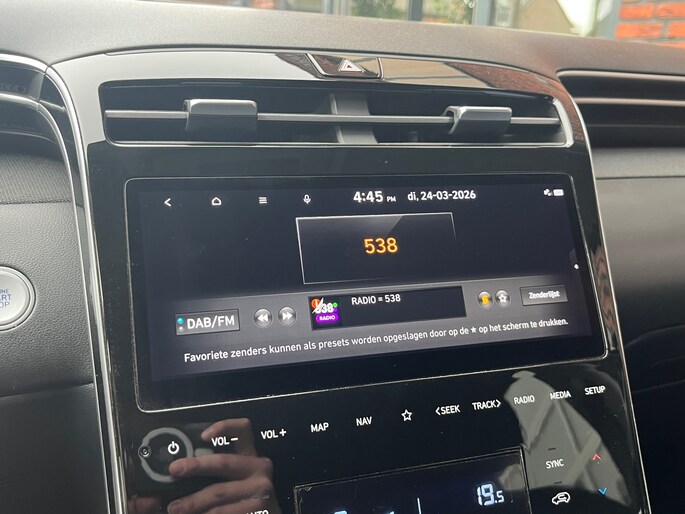 4:45 PM di, 24-03-2026
538
DAB/FM
538
RADIO
RADIO = 538
Zenderlijst
Favoriete zenders kunnen als presets worden opgeslagen door op de ★ op het scherm te drukken.
VOL− VOL+ MAP NAV ☆ <SEEK TRACK> RADIO MEDIA SETUP
SYNC
19.5